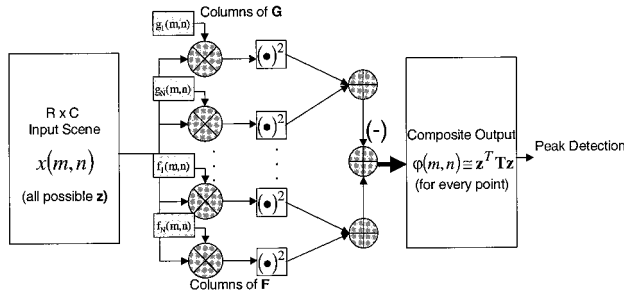 Columns of G
g₁(m,n)
(•)²
gN(m,n)
(•)²
R x C
Input Scene
x(m,n)
(all possible z)
(-)
Composite Output
φ(m,n) ≅ zᵀTz
(for every point)
Peak Detection
f₁(m,n)
(•)²
fN(m,n)
(•)²
Columns of F